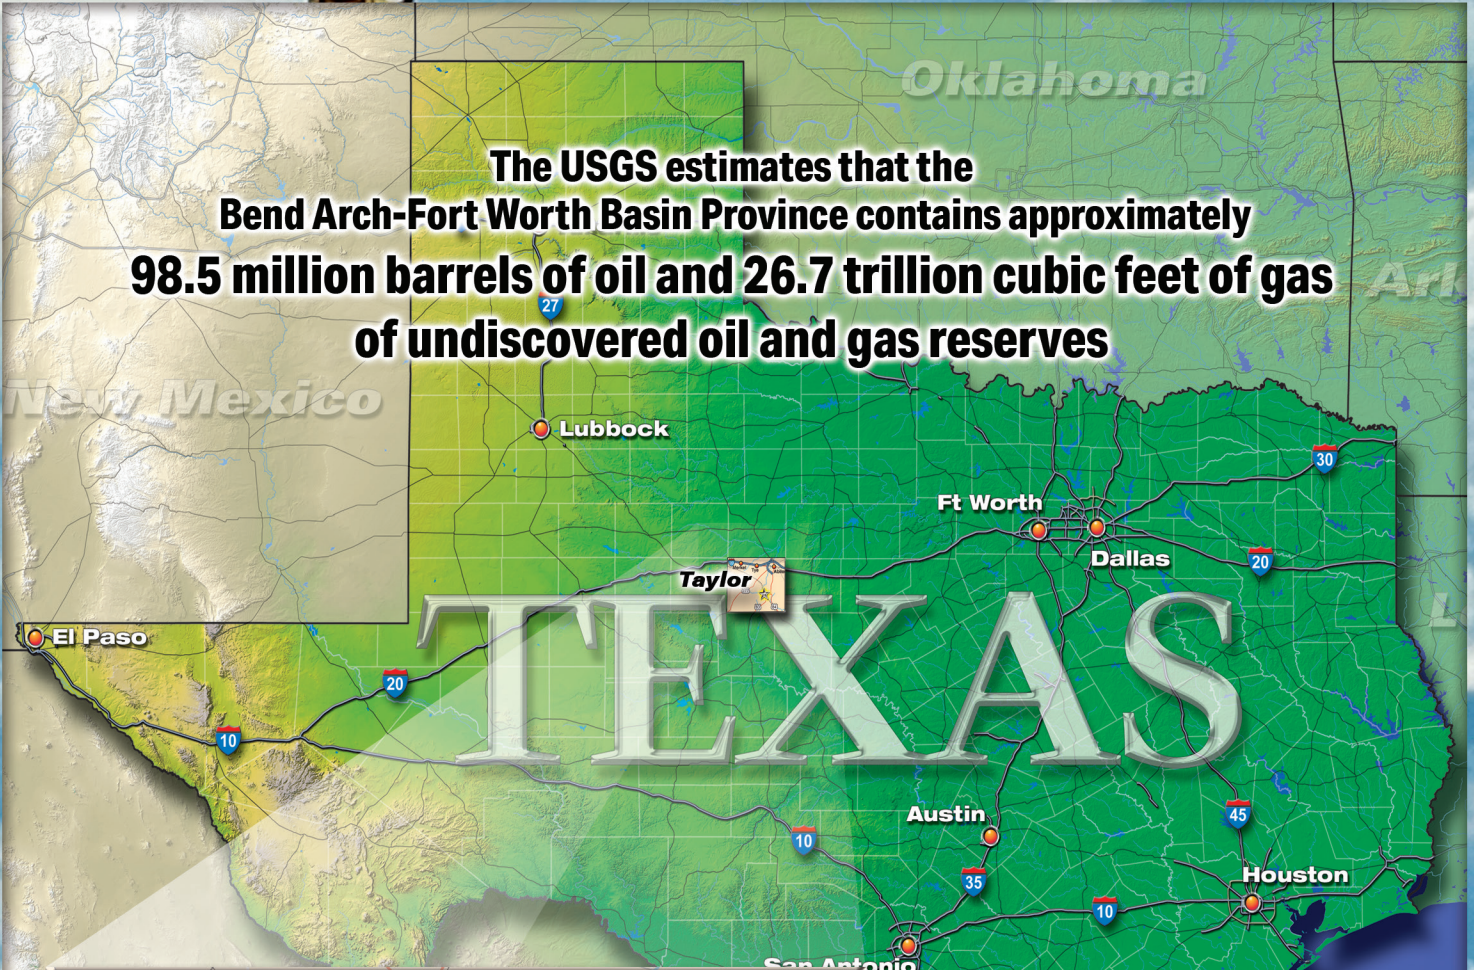 Oklahoma
The USGS estimates that the
Bend Arch-Fort Worth Basin Province contains approximately
98.5 million barrels of oil and 26.7 trillion cubic feet of gas
of undiscovered oil and gas reserves
27
New Mexico
Lubbock
30
Ft Worth
Dallas
20
Taylor
TEXAS
El Paso
20
10
Austin
10
45
35
Houston
10
San Antonio